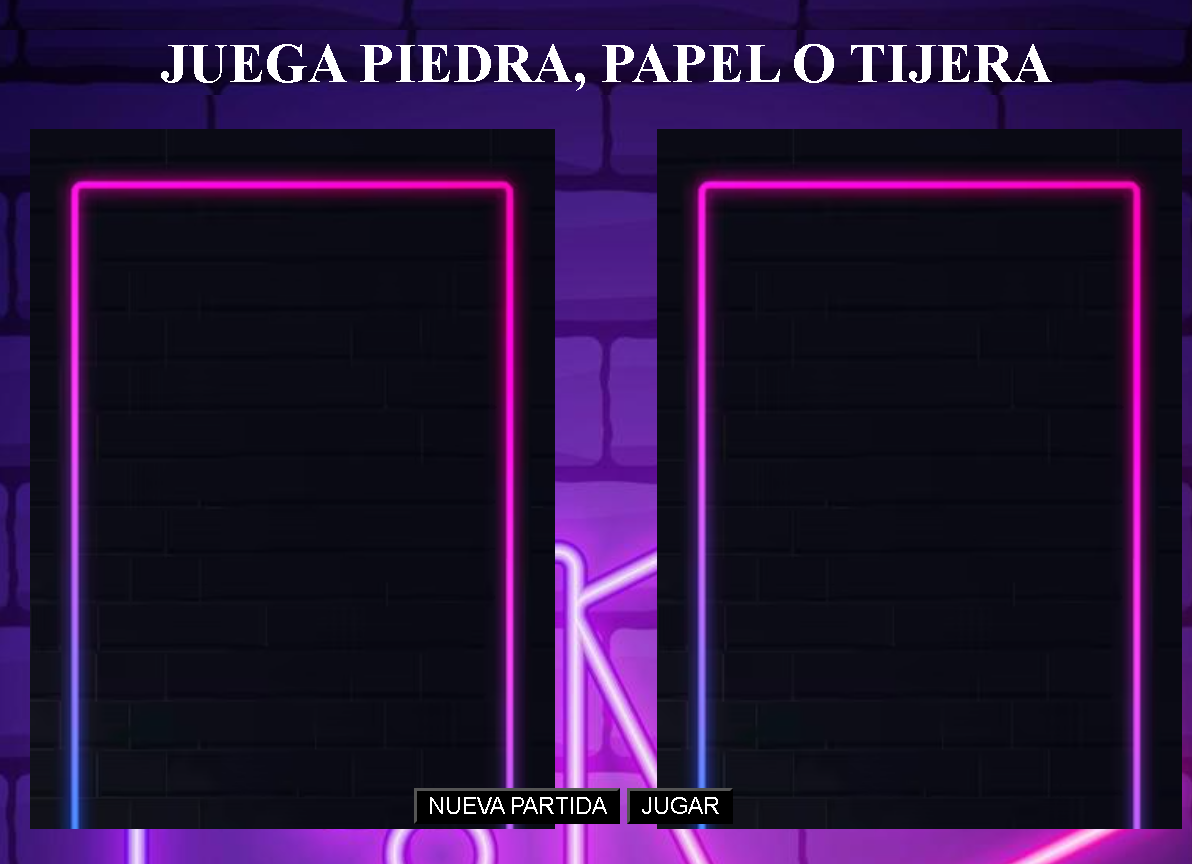 JUEGA PIEDRA, PAPEL O TIJERA
NUEVA PARTIDA
JUGAR